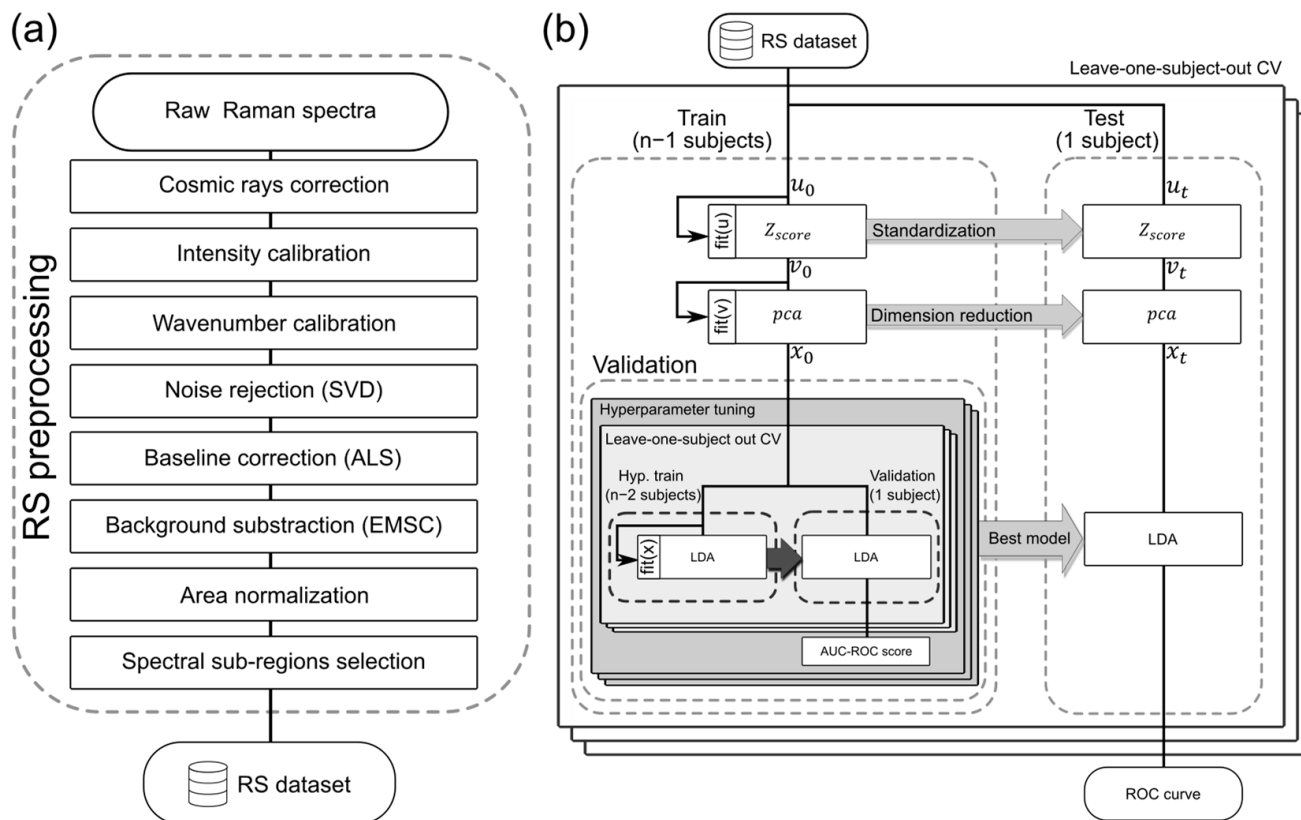 (a)
Raw Raman spectra
Cosmic rays correction
Intensity calibration
Wavenumber calibration
Noise rejection (SVD)
Baseline correction (ALS)
Background substraction (EMSC)
Area normalization
Spectral sub-regions selection
RS preprocessing
RS dataset
(b)
RS dataset
Leave-one-subject-out CV
Train
(n−1 subjects)
Test
(1 subject)
u₀
uₜ
fit(u)
Zscore
Standardization
Zscore
v₀
vₜ
fit(v)
pca
Dimension reduction
pca
x₀
xₜ
Validation
Hyperparameter tuning
Leave-one-subject out CV
Hyp. train
(n−2 subjects)
Validation
(1 subject)
fit(x)
LDA
LDA
Best model
LDA
AUC-ROC score
ROC curve